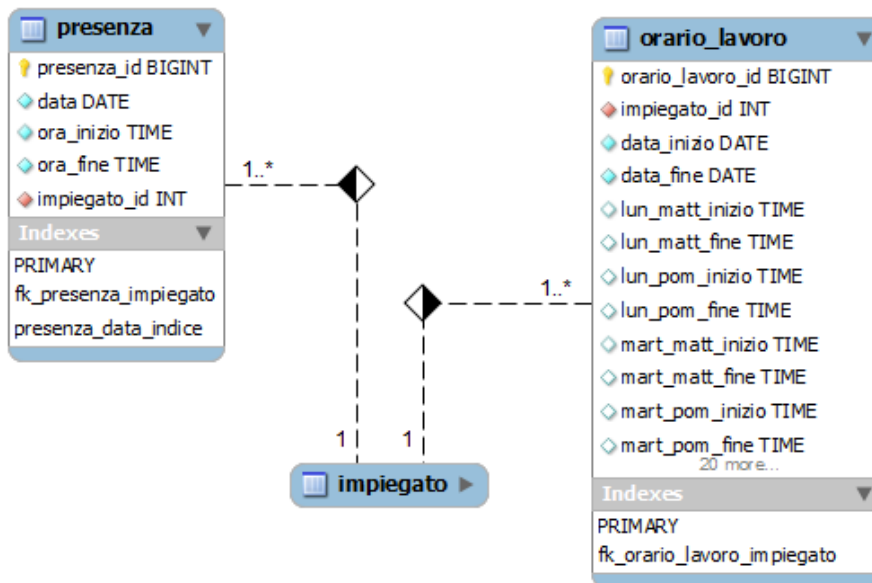 presenza
presenza_id BIGINT
data DATE
ora_inizio TIME
ora_fine TIME
impiegato_id INT
Indexes
PRIMARY
fk_presenza_impiegato
presenza_data_indice
1..*
1
impiegato
1
1..*
orario_lavoro
orario_lavoro_id BIGINT
impiegato_id INT
data_inizio DATE
data_fine DATE
lun_matt_inizio TIME
lun_matt_fine TIME
lun_pom_inizio TIME
lun_pom_fine TIME
mart_matt_inizio TIME
mart_matt_fine TIME
mart_pom_inizio TIME
mart_pom_fine TIME
20 more...
Indexes
PRIMARY
fk_orario_lavoro_impiegato